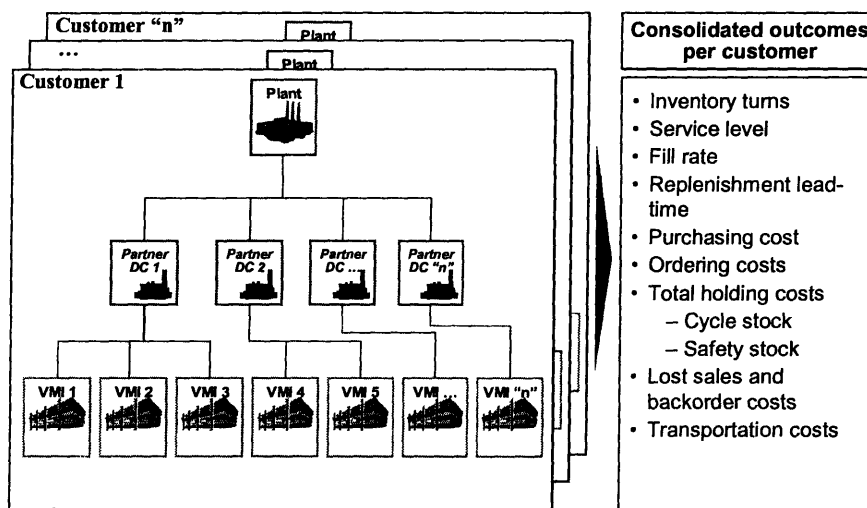 Customer “n”
Plant
...
Plant
Customer 1
Plant
Partner
DC 1
Partner
DC 2
Partner
DC ...
Partner
DC “n”
VMI 1
VMI 2
VMI 3
VMI 4
VMI 5
VMI ...
VMI “n”
Consolidated outcomes
per customer
• Inventory turns
• Service level
• Fill rate
• Replenishment lead-
time
• Purchasing cost
• Ordering costs
• Total holding costs
– Cycle stock
– Safety stock
• Lost sales and
backorder costs
• Transportation costs